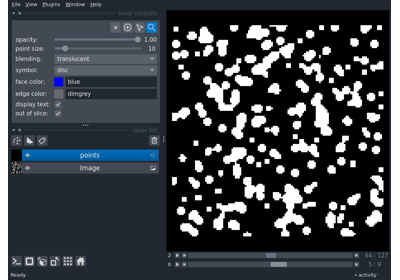 File View Plugins Window Help
layer controls
opacity: 1.00
point size: 10
blending: translucent
symbol: disc
face color: blue
edge color: dimgrey
display text:
out of slice:
layer list
points
Image
2 64 127
0 5 9
Ready activity